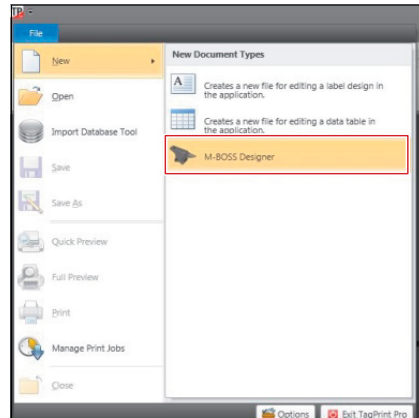 TP
File
New
Open
Import Database Tool
Save
Save As
Quick Preview
Full Preview
Print
Manage Print Jobs
Close
New Document Types
A
Creates a new file for editing a label design in
the application.
Creates a new file for editing a data table in
the application.
M-BOSS Designer
Options
Exit TagPrint Pro